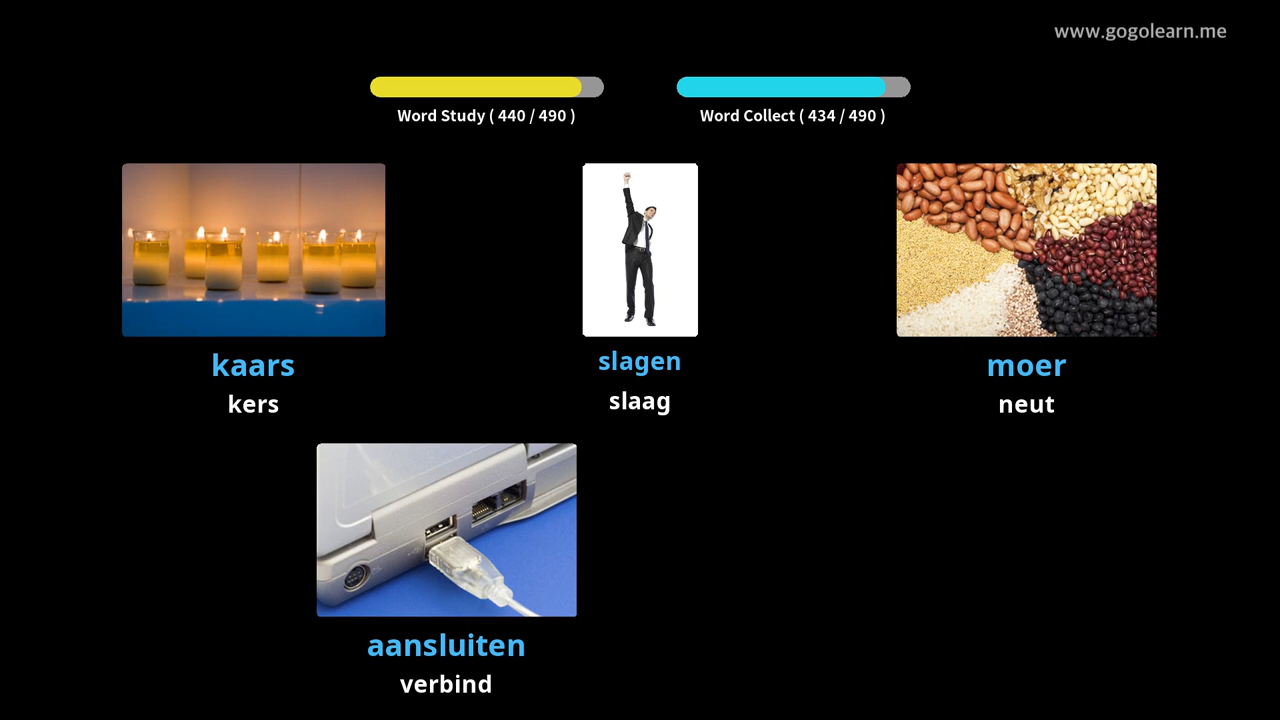 www.gogolearn.me
Word Study ( 440 / 490 )
Word Collect ( 434 / 490 )
kaars
kers
slagen
slaag
moer
neut
aansluiten
verbind